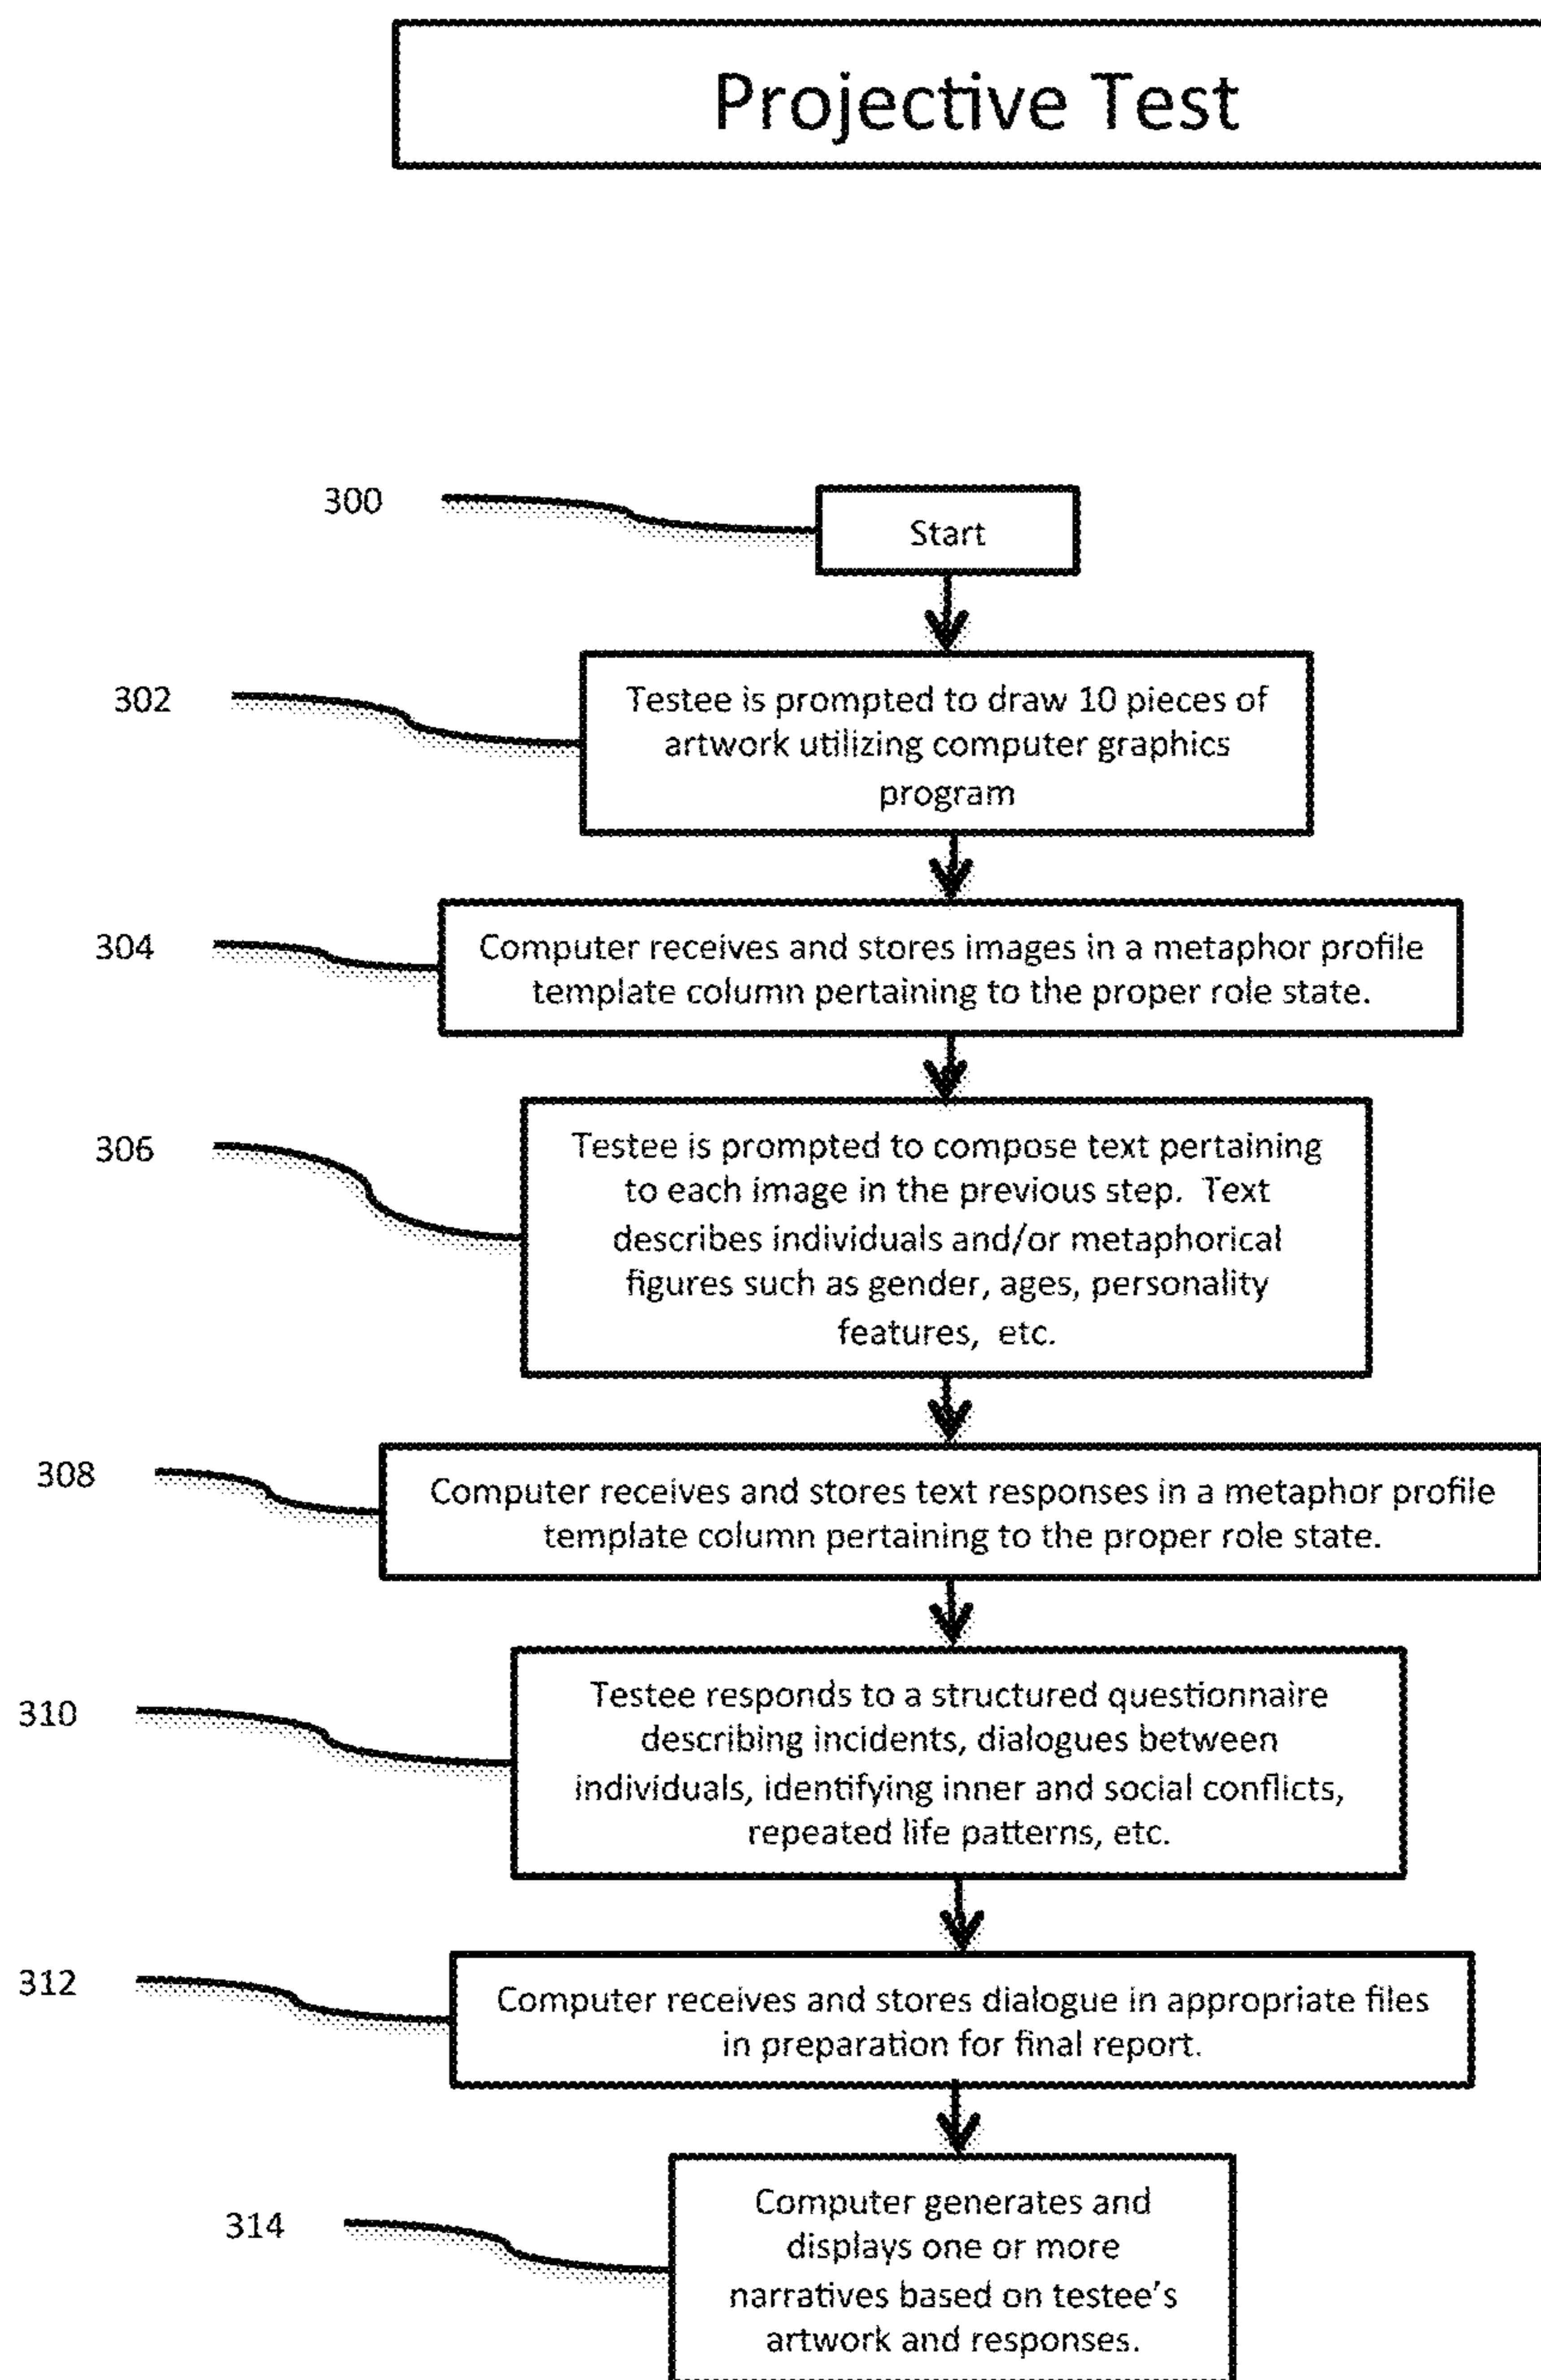 Projective Test
300
Start
302
Testee is prompted to draw 10 pieces of
artwork utilizing computer graphics
program
304
Computer receives and stores images in a metaphor profile
template column pertaining to the proper role state.
306
Testee is prompted to compose text pertaining
to each image in the previous step. Text
describes individuals and/or metaphorical
figures such as gender, ages, personality
features, etc.
308
Computer receives and stores text responses in a metaphor profile
template column pertaining to the proper role state.
310
Testee responds to a structured questionnaire
describing incidents, dialogues between
individuals, identifying inner and social conflicts,
repeated life patterns, etc.
312
Computer receives and stores dialogue in appropriate files
in preparation for final report.
314
Computer generates and
displays one or more
narratives based on testee's
artwork and responses.